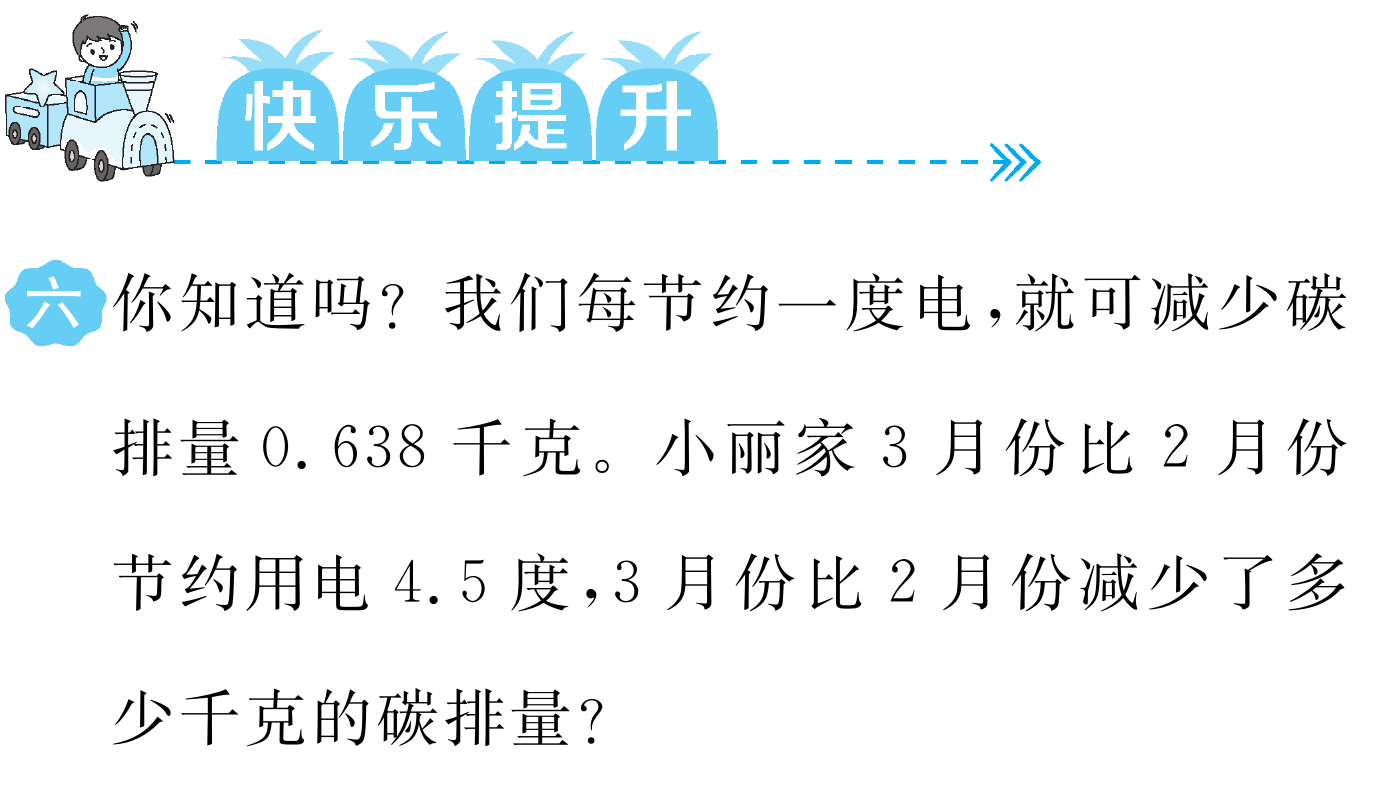 快乐提升
六 你知道吗？我们每节约一度电，就可减少碳
排量 0.638 千克。小丽家 3 月份比 2 月份
节约用电 4.5 度，3 月份比 2 月份减少了多
少千克的碳排量？